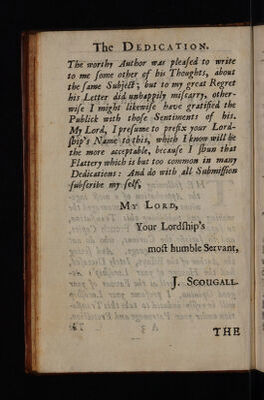 The DEDICATION.
The worthy Author was pleaſed to write
to me ſome other of his Thoughts, about
the ſame Subject; but to my great Regret
his Letter did unhappily miſcarry, other-
wiſe I might likewiſe have gratified the
Publick with thoſe Sentiments of his.
My Lord, I preſume to prefix your Lord-
ſhip's Name to this, which I know will be
the more acceptable, becauſe I ſhun that
Flattery which is but too common in many
Dedications: And do with all Submiſſion
ſubſcribe my ſelf,
MY LORD,
Your Lordſhip's
moſt humble Servant,
J. SCOUGALL.
THE